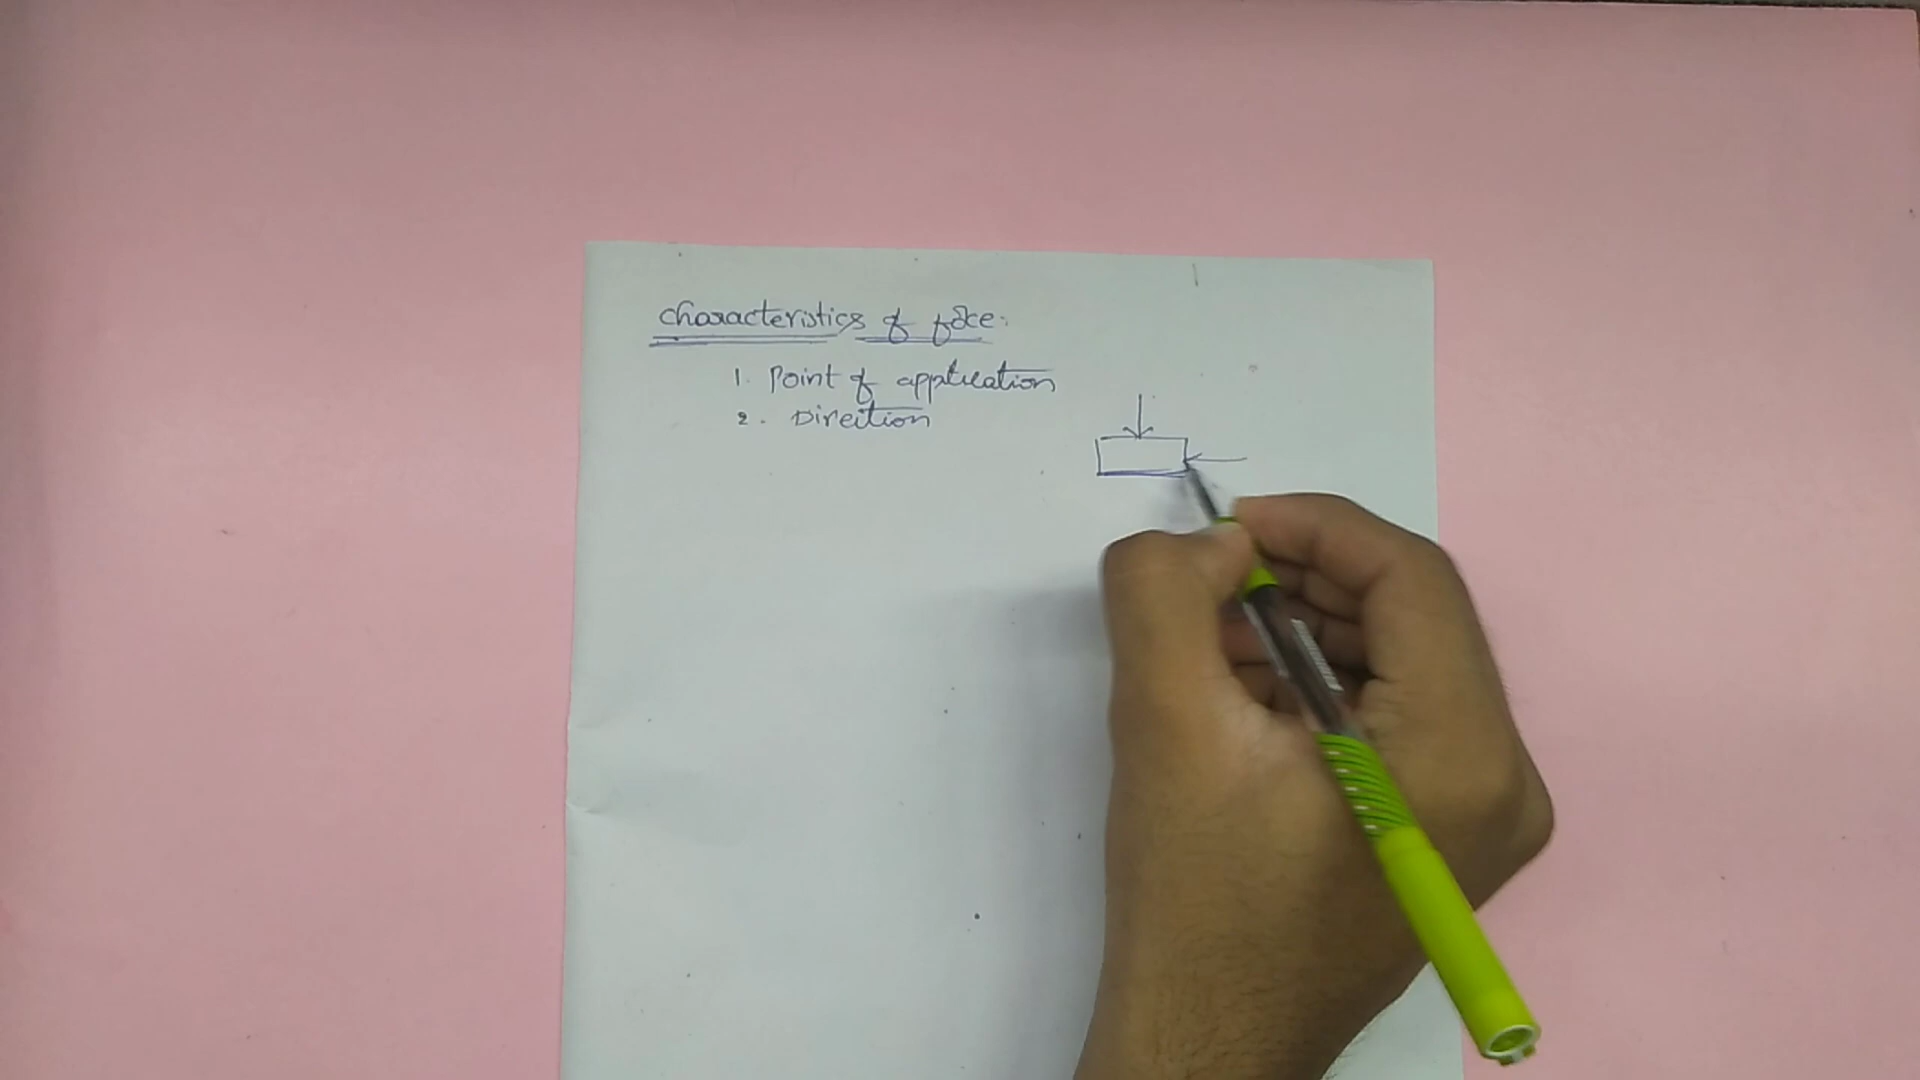 characteristics of force:
1. Point of application
2. Direction